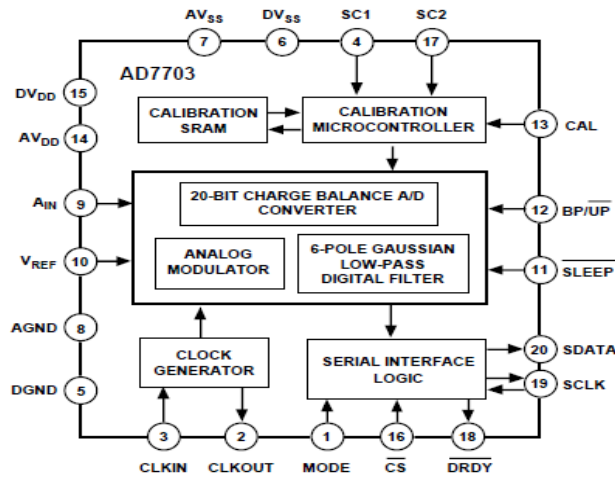 AVSS DVSS SC1 SC2
7 6 4 17
AD7703
DVDD 15
CALIBRATION
SRAM
CALIBRATION
MICROCONTROLLER
13 CAL
AVDD 14
AIN 9
20-BIT CHARGE BALANCE A/D
CONVERTER
12 BP/UP
VREF 10
ANALOG
MODULATOR
6-POLE GAUSSIAN
LOW-PASS
DIGITAL FILTER
11 SLEEP
AGND 8
CLOCK
GENERATOR
SERIAL INTERFACE
LOGIC
20 SDATA
19 SCLK
DGND 5
3 2 1 16 18
CLKIN CLKOUT MODE CS DRDY